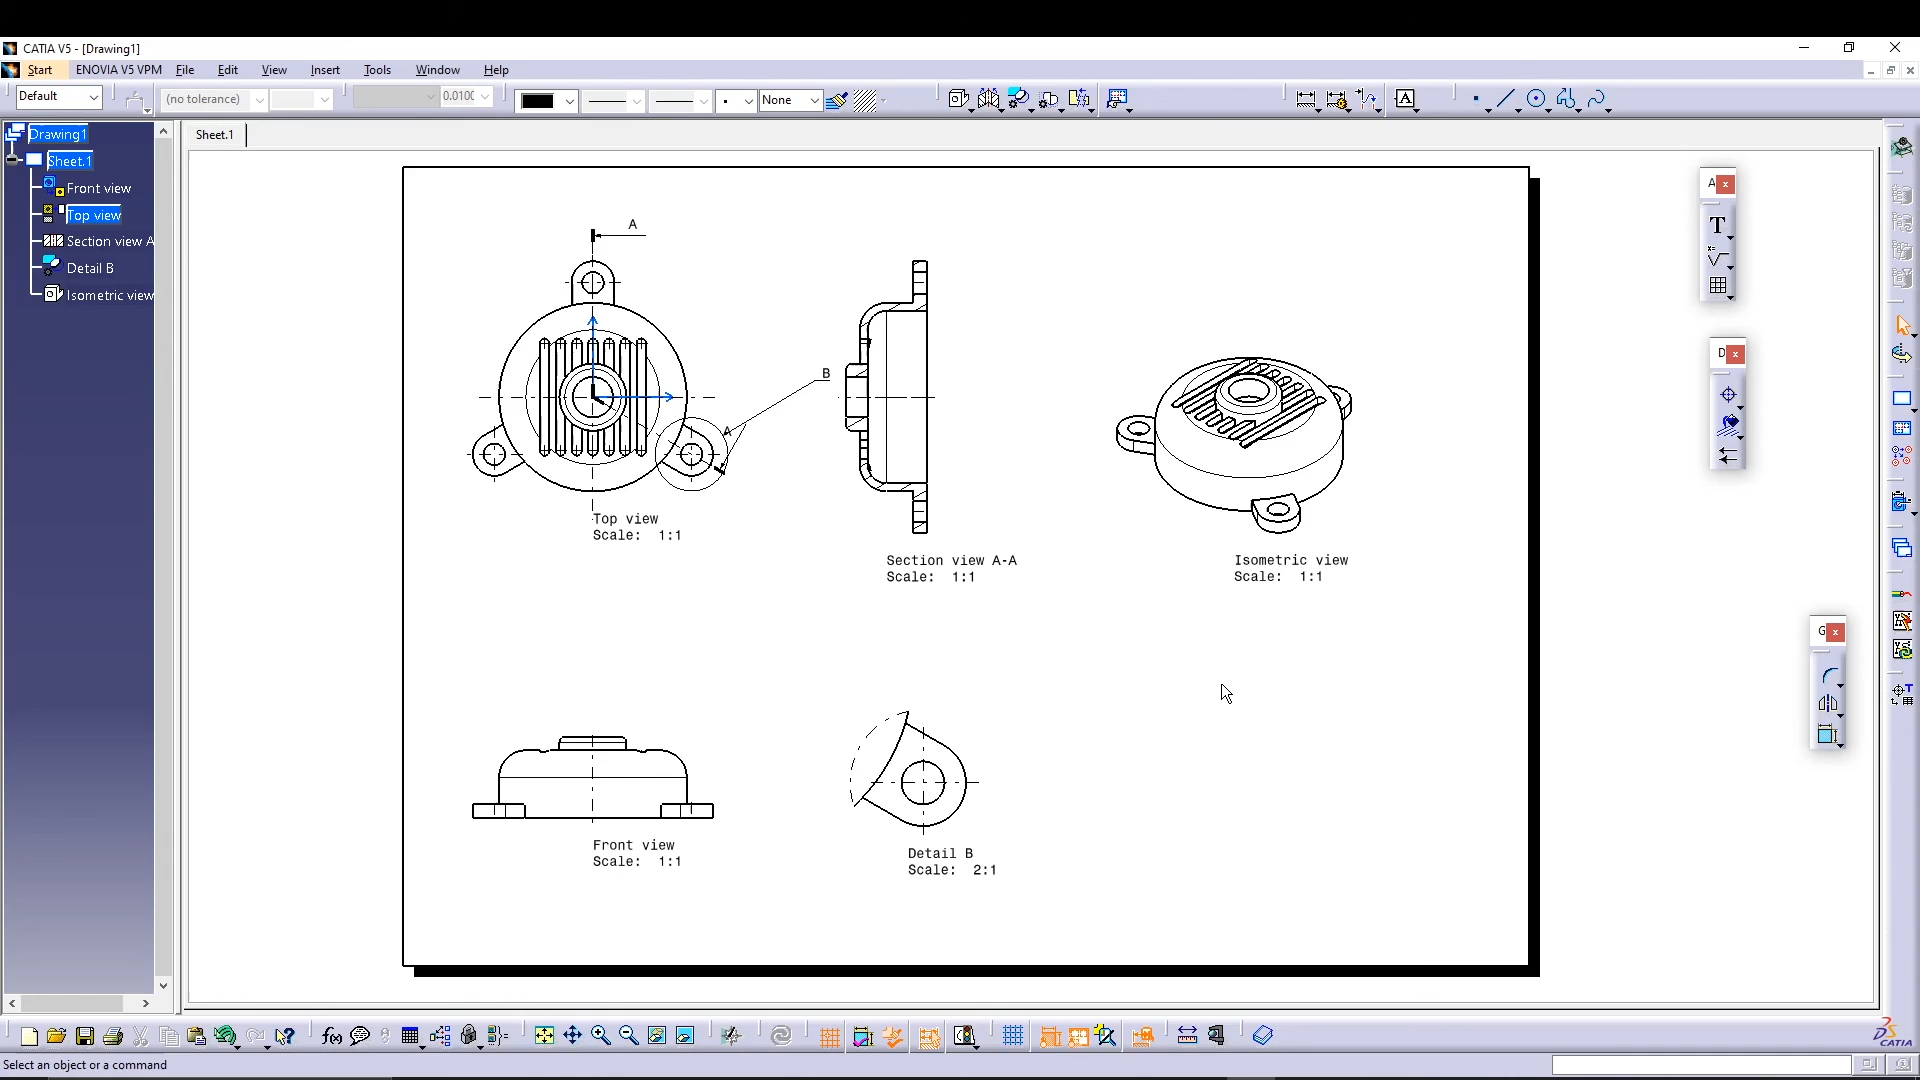 CATIA V5 - [Drawing1]
Start ENOVIA V5 VPM File Edit View Insert Tools Window Help
Default (no tolerance) 0.0100 None
Drawing1
Sheet.1
Front view
Top view
Section view A
Detail B
Isometric view
Sheet.1
A
B
A
Top view
Scale: 1:1
Section view A-A
Scale: 1:1
Isometric view
Scale: 1:1
Front view
Scale: 1:1
Detail B
Scale: 2:1
A
D
G
CATIA
Select an object or a command